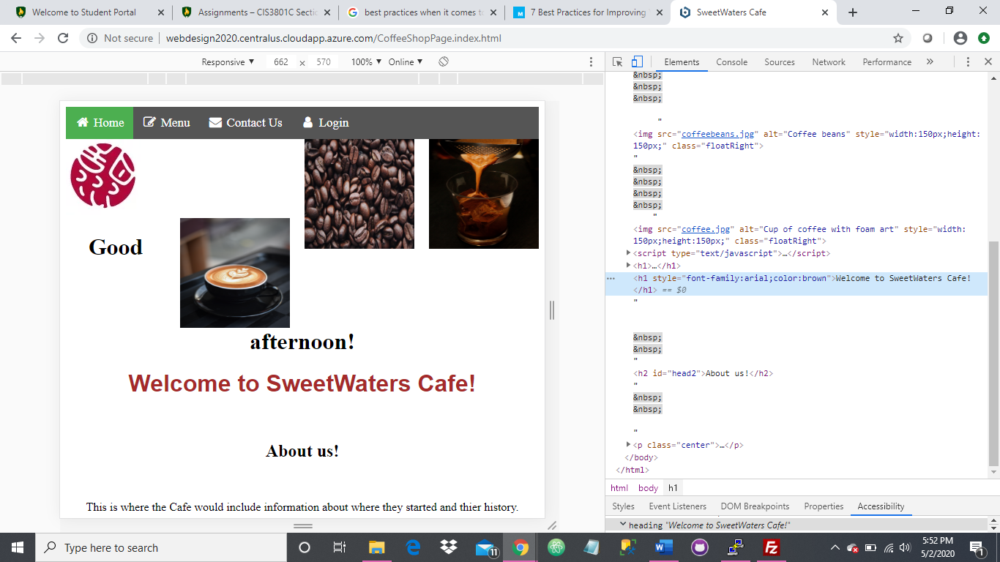 Welcome to Student Portal
Assignments – CIS3801C Sectio
best practices when it comes to
7 Best Practices for Improving
SweetWaters Cafe
Not secure
webdesign2020.centralus.cloudapp.azure.com/CoffeeShopPage.index.html
Responsive ▼ 662 × 570 100% ▼ Online ▼
Elements Console Sources Network Performance »
Home Menu Contact Us Login
Good
afternoon!
Welcome to SweetWaters Cafe!
About us!
This is where the Cafe would include information about where they started and thier history.
&nbsp;
&nbsp;
&nbsp;
"
<img src="coffeebeans.jpg" alt="Coffee beans" style="width:150px;height:
150px;" class="floatRight">
"
&nbsp;
&nbsp;
&nbsp;
&nbsp;
"
<img src="coffee.jpg" alt="Cup of coffee with foam art" style="width:
150px;height:150px;" class="floatRight">
<script type="text/javascript">…</script>
<h1>…</h1>
<h1 style="font-family:arial;color:brown">Welcome to SweetWaters Cafe!
</h1> == $0
"
&nbsp;
&nbsp;
"
<h2 id="head2">About us!</h2>
"
&nbsp;
&nbsp;
"
<p class="center">…</p>
</body>
</html>
html body h1
Styles Event Listeners DOM Breakpoints Properties Accessibility
heading "Welcome to SweetWaters Cafe!"
Type here to search
11
5:52 PM
5/2/2020
1